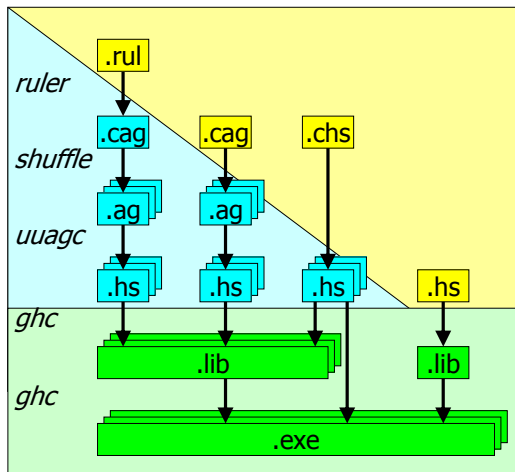 .rul
ruler
.cag .cag .chs
shuffle
.ag .ag
uuagc
.hs .hs .hs .hs
ghc
.lib .lib
ghc
.exe